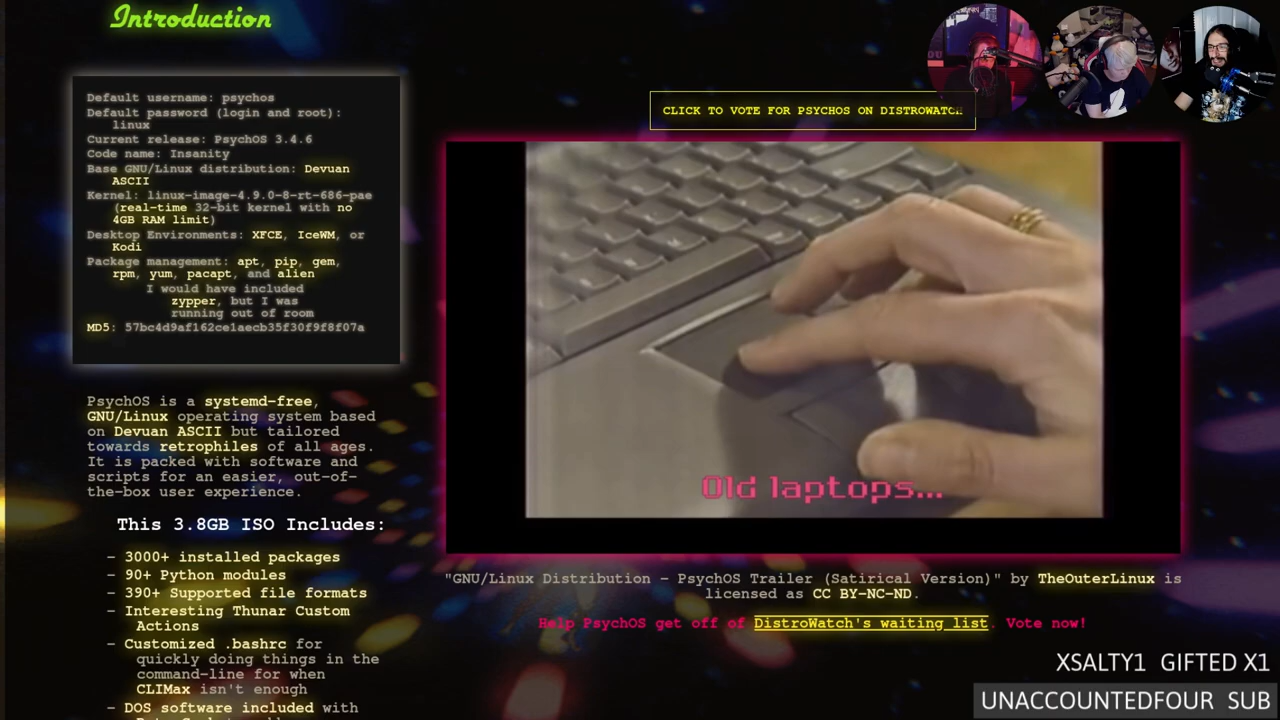 Introduction
Default username: psychos
Default password (login and root):
linux
Current release: PsychOS 3.4.6
Code name: Insanity
Base GNU/Linux distribution: Devuan
ASCII
Kernel: linux-image-4.9.0-8-rt-686-pae
(real-time 32-bit kernel with no
4GB RAM limit)
Desktop Environments: XFCE, IceWM, or
Kodi
Package management: apt, pip, gem,
rpm, yum, pacapt, and alien
I would have included
zypper, but I was
running out of room
MD5: 57bc4d9af162ce1aecb35f30f9f8f07a
PsychOS is a systemd-free,
GNU/Linux operating system based
on Devuan ASCII but tailored
towards retrophiles of all ages.
It is packed with software and
scripts for an easier, out-of-
the-box user experience.
This 3.8GB ISO Includes:
- 3000+ installed packages
- 90+ Python modules
- 390+ Supported file formats
- Interesting Thunar Custom
Actions
- Customized .bashrc for
quickly doing things in the
command-line for when
CLIMax isn't enough
- DOS software included with
CLICK TO VOTE FOR PSYCHOS ON DISTROWATCH
Old laptops...
"GNU/Linux Distribution - PsychOS Trailer (Satirical Version)" by TheOuterLinux is
licensed as CC BY-NC-ND.
Help PsychOS get off of DistroWatch's waiting list. Vote now!
XSALTY1 GIFTED X1
UNACCOUNTEDFOUR SUB